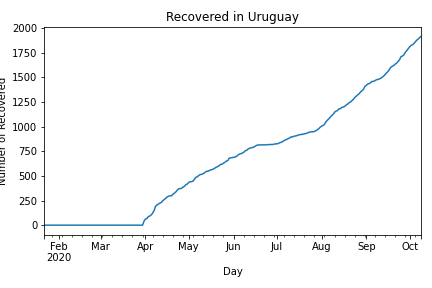 Recovered in Uruguay
2000
1750
1500
1250
1000
750
500
250
0
Number of Recovered
Feb Mar Apr May Jun Jul Aug Sep Oct
2020
Day